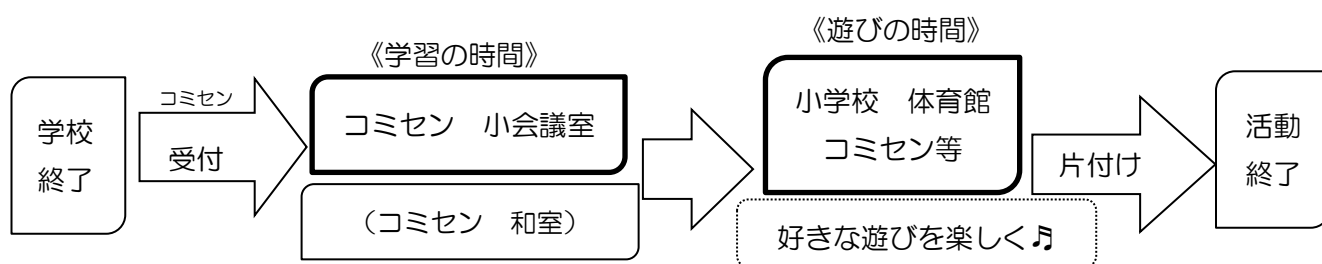 学校
終了
コミセン
受付
《学習の時間》
コミセン　小会議室
（コミセン　和室）
《遊びの時間》
小学校　体育館
コミセン等
好きな遊びを楽しく♬
片付け
活動
終了